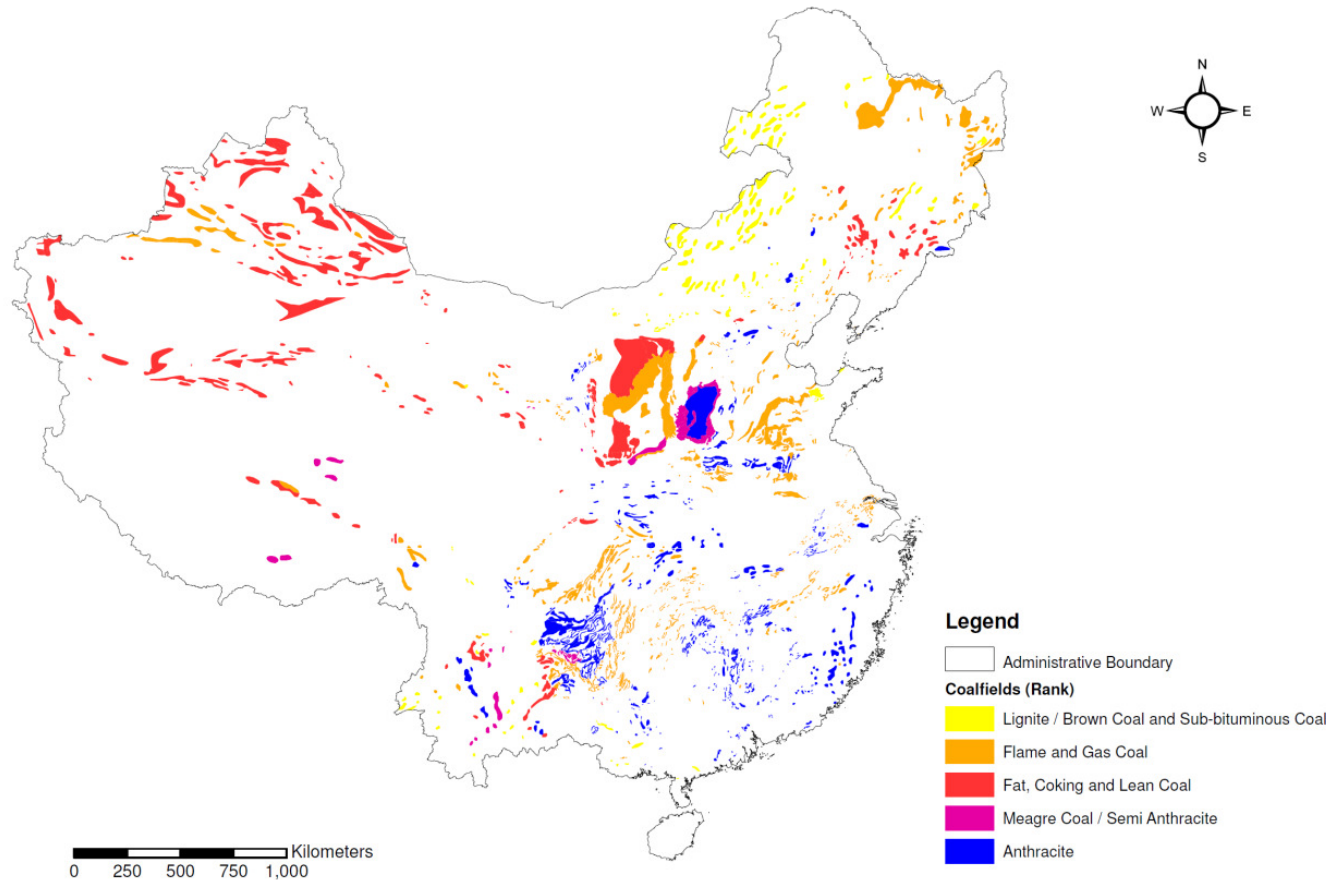 N
W E
S
Legend
Administrative Boundary
Coalfields (Rank)
Lignite / Brown Coal and Sub-bituminous Coal
Flame and Gas Coal
Fat, Coking and Lean Coal
Meagre Coal / Semi Anthracite
Anthracite
Kilometers
0 250 500 750 1,000